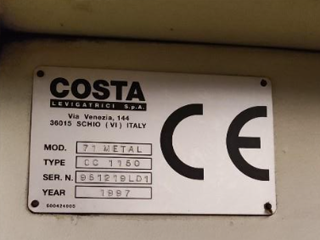 COSTA
LEVIGATRICI S.p.A.
Via Venezia, 144
36015 SCHIO (VI) ITALY
CE
MOD. 71 METAL
TYPE CC 1150
SER. N. 951219LD1
YEAR 1997